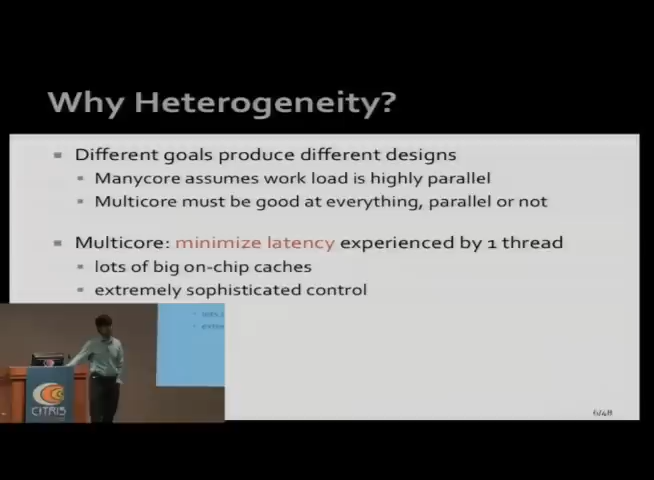 Why Heterogeneity?
Different goals produce different designs
Manycore assumes work load is highly parallel
Multicore must be good at everything, parallel or not
Multicore: minimize latency experienced by 1 thread
lots of big on-chip caches
extremely sophisticated control
CITRIS
6/48